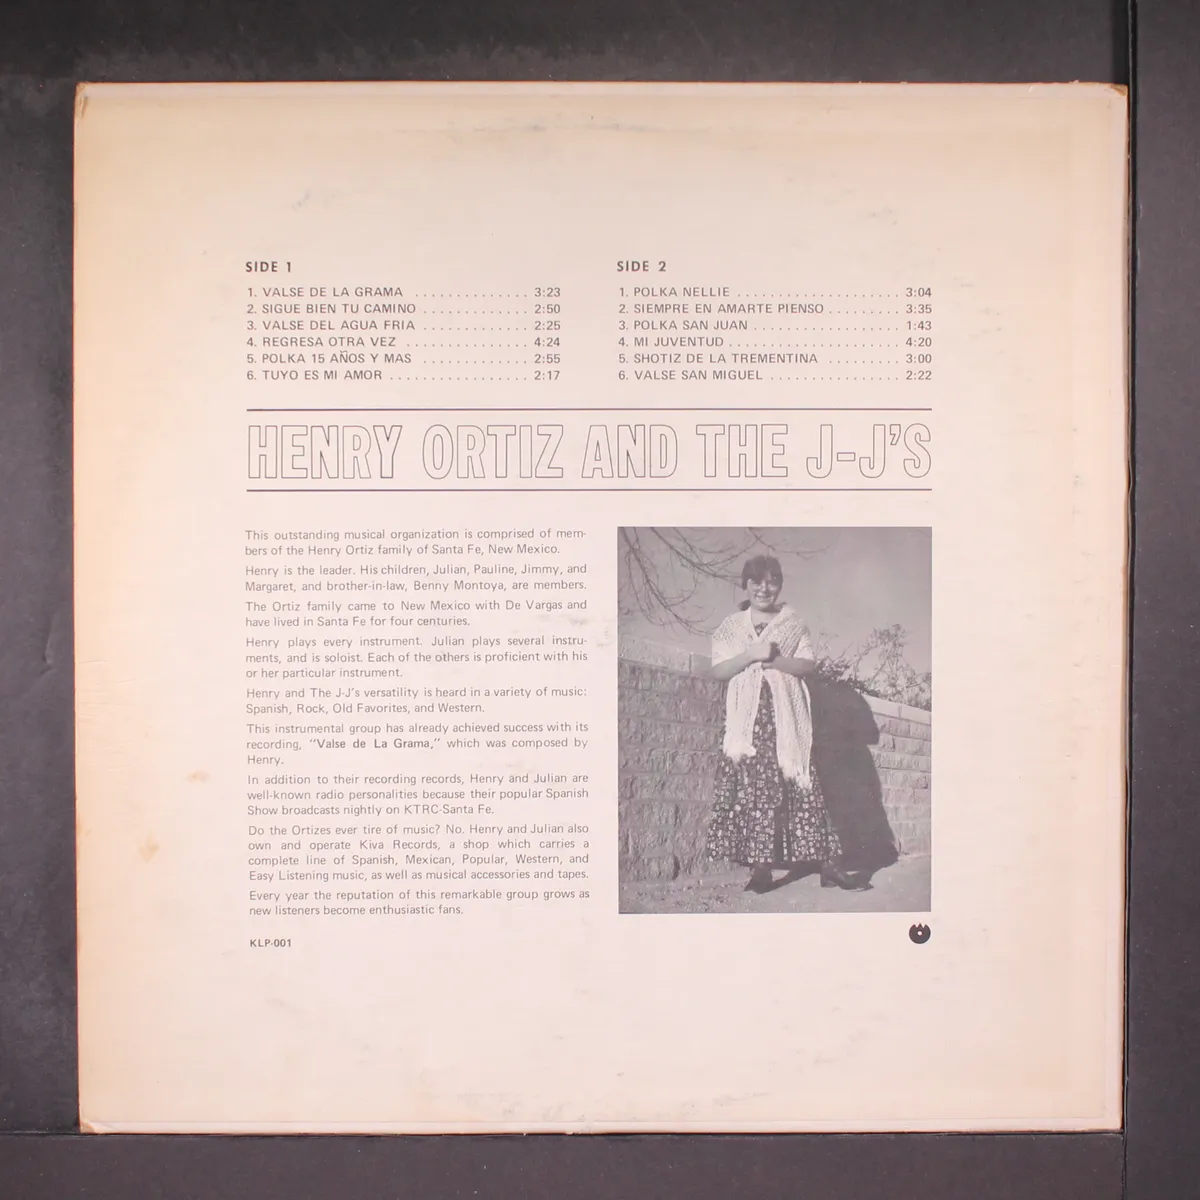 SIDE 1
1. VALSE DE LA GRAMA .............. 3:23
2. SIGUE BIEN TU CAMINO ............. 2:50
3. VALSE DEL AGUA FRIA ............. 2:25
4. REGRESA OTRA VEZ ............... 4:24
5. POLKA 15 AÑOS Y MAS ............. 2:55
6. TUYO ES MI AMOR ................. 2:17
SIDE 2
1. POLKA NELLIE .................... 3:04
2. SIEMPRE EN AMARTE PIENSO ......... 3:35
3. POLKA SAN JUAN .................. 1:43
4. MI JUVENTUD ..................... 4:20
5. SHOTIZ DE LA TREMENTINA ......... 3:00
6. VALSE SAN MIGUEL ................ 2:22
HENRY ORTIZ AND THE J-J'S
This outstanding musical organization is comprised of mem-
bers of the Henry Ortiz family of Santa Fe, New Mexico.
Henry is the leader. His children, Julian, Pauline, Jimmy, and
Margaret, and brother-in-law, Benny Montoya, are members.
The Ortiz family came to New Mexico with De Vargas and
have lived in Santa Fe for four centuries.
Henry plays every instrument. Julian plays several instru-
ments, and is soloist. Each of the others is proficient with his
or her particular instrument.
Henry and The J-J's versatility is heard in a variety of music:
Spanish, Rock, Old Favorites, and Western.
This instrumental group has already achieved success with its
recording, "Valse de La Grama," which was composed by
Henry.
In addition to their recording records, Henry and Julian are
well-known radio personalities because their popular Spanish
Show broadcasts nightly on KTRC-Santa Fe.
Do the Ortizes ever tire of music? No. Henry and Julian also
own and operate Kiva Records, a shop which carries a
complete line of Spanish, Mexican, Popular, Western, and
Easy Listening music, as well as musical accessories and tapes.
Every year the reputation of this remarkable group grows as
new listeners become enthusiastic fans.
KLP-001